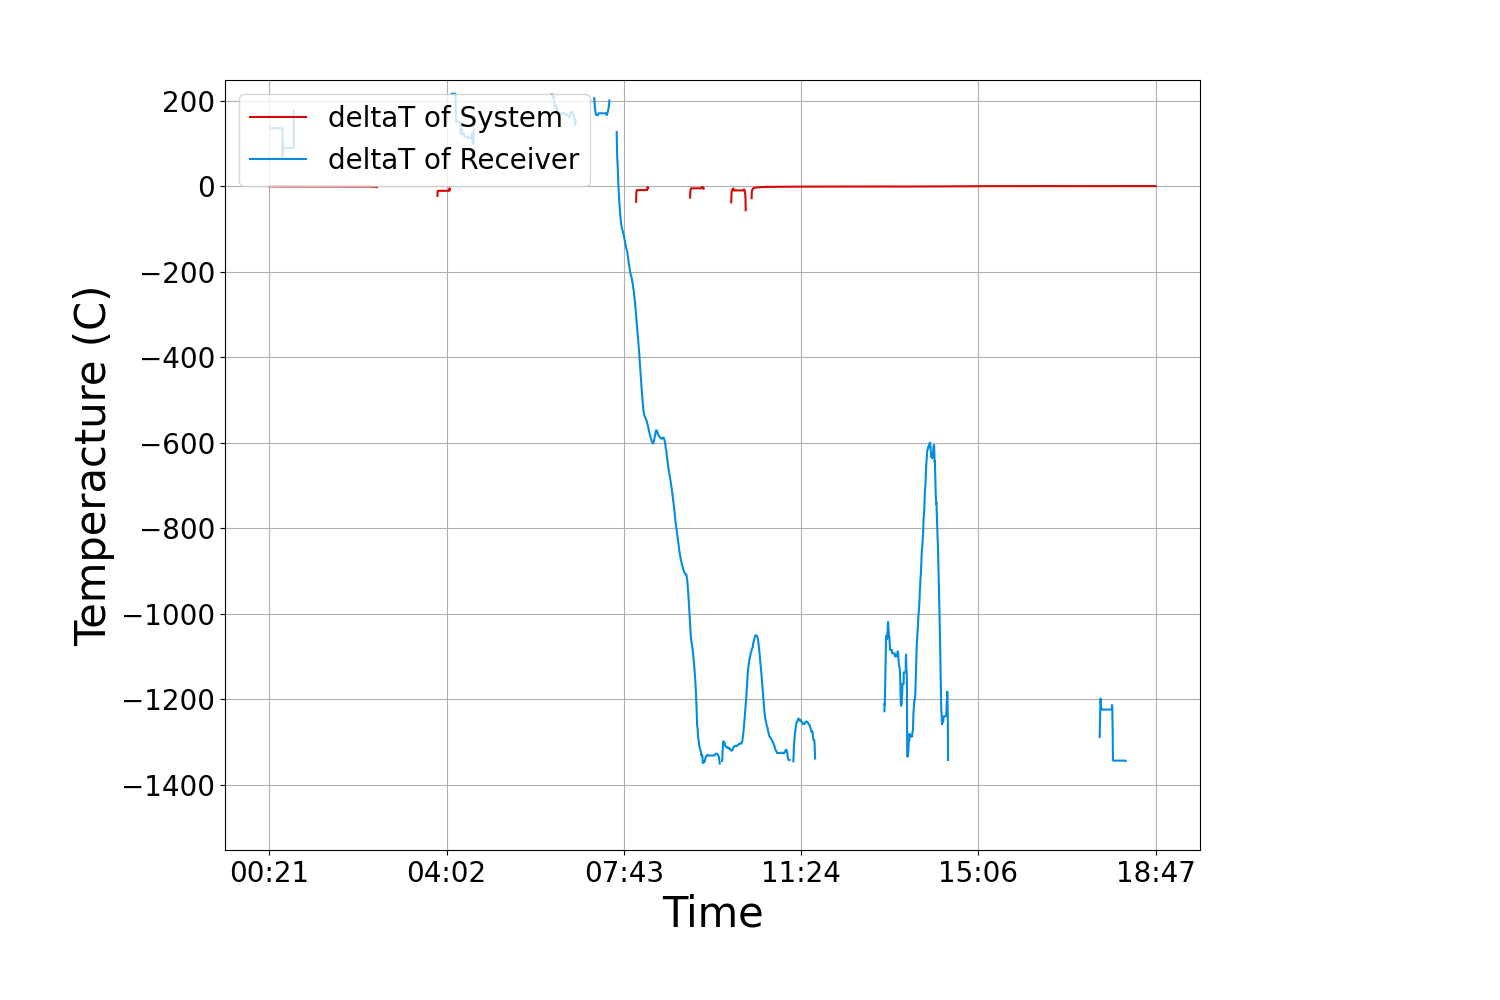 deltaT of System
deltaT of Receiver
200
0
−200
−400
−600
−800
−1000
−1200
−1400
Temperacture (C)
00:21 04:02 07:43 11:24 15:06 18:47
Time